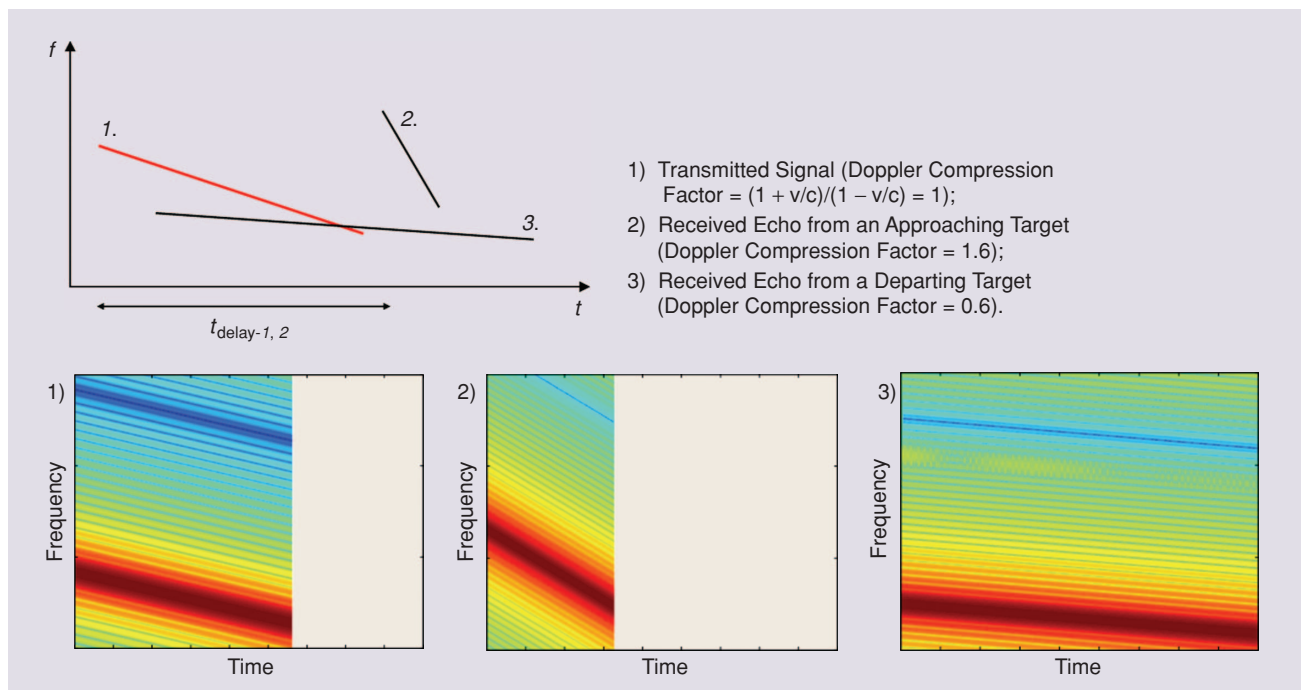 f
1.
2.
3.
t
tdelay-1, 2
1) Transmitted Signal (Doppler Compression
Factor = (1 + v/c)/(1 − v/c) = 1);
2) Received Echo from an Approaching Target
(Doppler Compression Factor = 1.6);
3) Received Echo from a Departing Target
(Doppler Compression Factor = 0.6).
1)
Frequency
Time
2)
Frequency
Time
3)
Frequency
Time